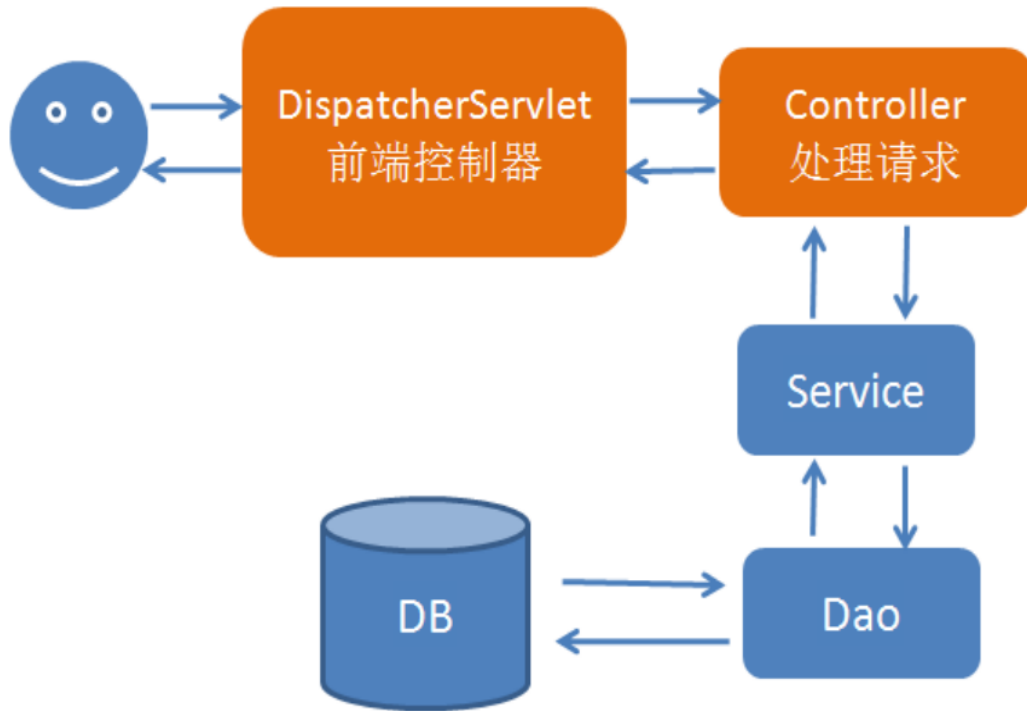 DispatcherServlet
前端控制器
Controller
处理请求
Service
Dao
DB